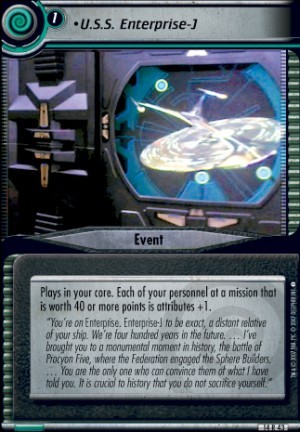 1
•U.S.S. Enterprise-J
Event
Plays in your core. Each of your personnel at a mission that
is worth 40 or more points is attributes +1.
"You're on Enterprise. Enterprise-J to be exact, a distant relative
of your ship. We're four hundred years in the future. ... I've
brought you to a monumental moment in history, the battle of
Procyon Five, where the Federation engaged the Sphere Builders.
... You are the only one who can convince them of what I have
told you. It is crucial to history that you do not sacrifice yourself."
14 R 43